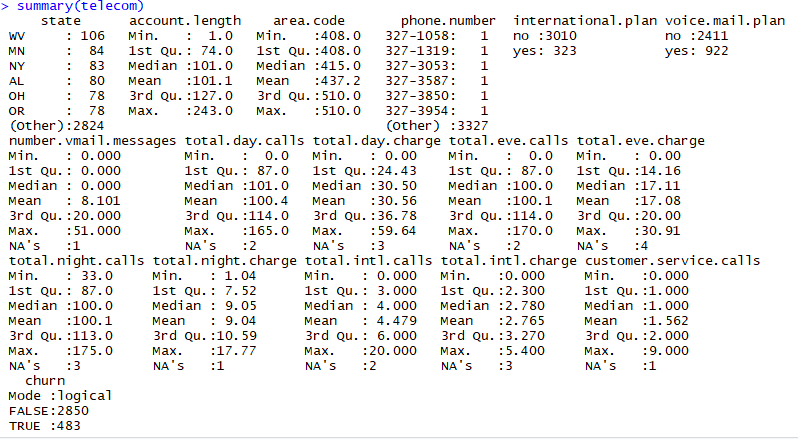 > summary(telecom)
     state     account.length    area.code       phone.number  international.plan voice.mail.plan
WV     : 106   Min.   :  1.0   Min.   :408.0   327-1058:   1   no :3010           no :2411
MN     :  84   1st Qu.: 74.0   1st Qu.:408.0   327-1319:   1   yes: 323           yes: 922
NY     :  83   Median :101.0   Median :415.0   327-3053:   1
AL     :  80   Mean   :101.1   Mean   :437.2   327-3587:   1
OH     :  78   3rd Qu.:127.0   3rd Qu.:510.0   327-3850:   1
OR     :  78   Max.   :243.0   Max.   :510.0   327-3954:   1
(Other):2824                                   (Other) :3327
number.vmail.messages total.day.calls total.day.charge total.eve.calls total.eve.charge
Min.   : 0.000        Min.   :  0.0   Min.   : 0.00    Min.   :  0.0   Min.   : 0.00
1st Qu.: 0.000        1st Qu.: 87.0   1st Qu.:24.43    1st Qu.: 87.0   1st Qu.:14.16
Median : 0.000        Median :101.0   Median :30.50    Median :100.0   Median :17.11
Mean   : 8.101        Mean   :100.4   Mean   :30.56    Mean   :100.1   Mean   :17.08
3rd Qu.:20.000        3rd Qu.:114.0   3rd Qu.:36.78    3rd Qu.:114.0   3rd Qu.:20.00
Max.   :51.000        Max.   :165.0   Max.   :59.64    Max.   :170.0   Max.   :30.91
NA's   :1             NA's   :2       NA's   :3        NA's   :2       NA's   :4
total.night.calls total.night.charge total.intl.calls total.intl.charge customer.service.calls
Min.   : 33.0     Min.   : 1.04      Min.   : 0.000   Min.   :0.000     Min.   :0.000
1st Qu.: 87.0     1st Qu.: 7.52      1st Qu.: 3.000   1st Qu.:2.300     1st Qu.:1.000
Median :100.0     Median : 9.05      Median : 4.000   Median :2.780     Median :1.000
Mean   :100.1     Mean   : 9.04      Mean   : 4.479   Mean   :2.765     Mean   :1.562
3rd Qu.:113.0     3rd Qu.:10.59      3rd Qu.: 6.000   3rd Qu.:3.270     3rd Qu.:2.000
Max.   :175.0     Max.   :17.77      Max.   :20.000   Max.   :5.400     Max.   :9.000
NA's   :3         NA's   :1          NA's   :2        NA's   :3         NA's   :1
  churn
Mode :logical
FALSE:2850
TRUE :483